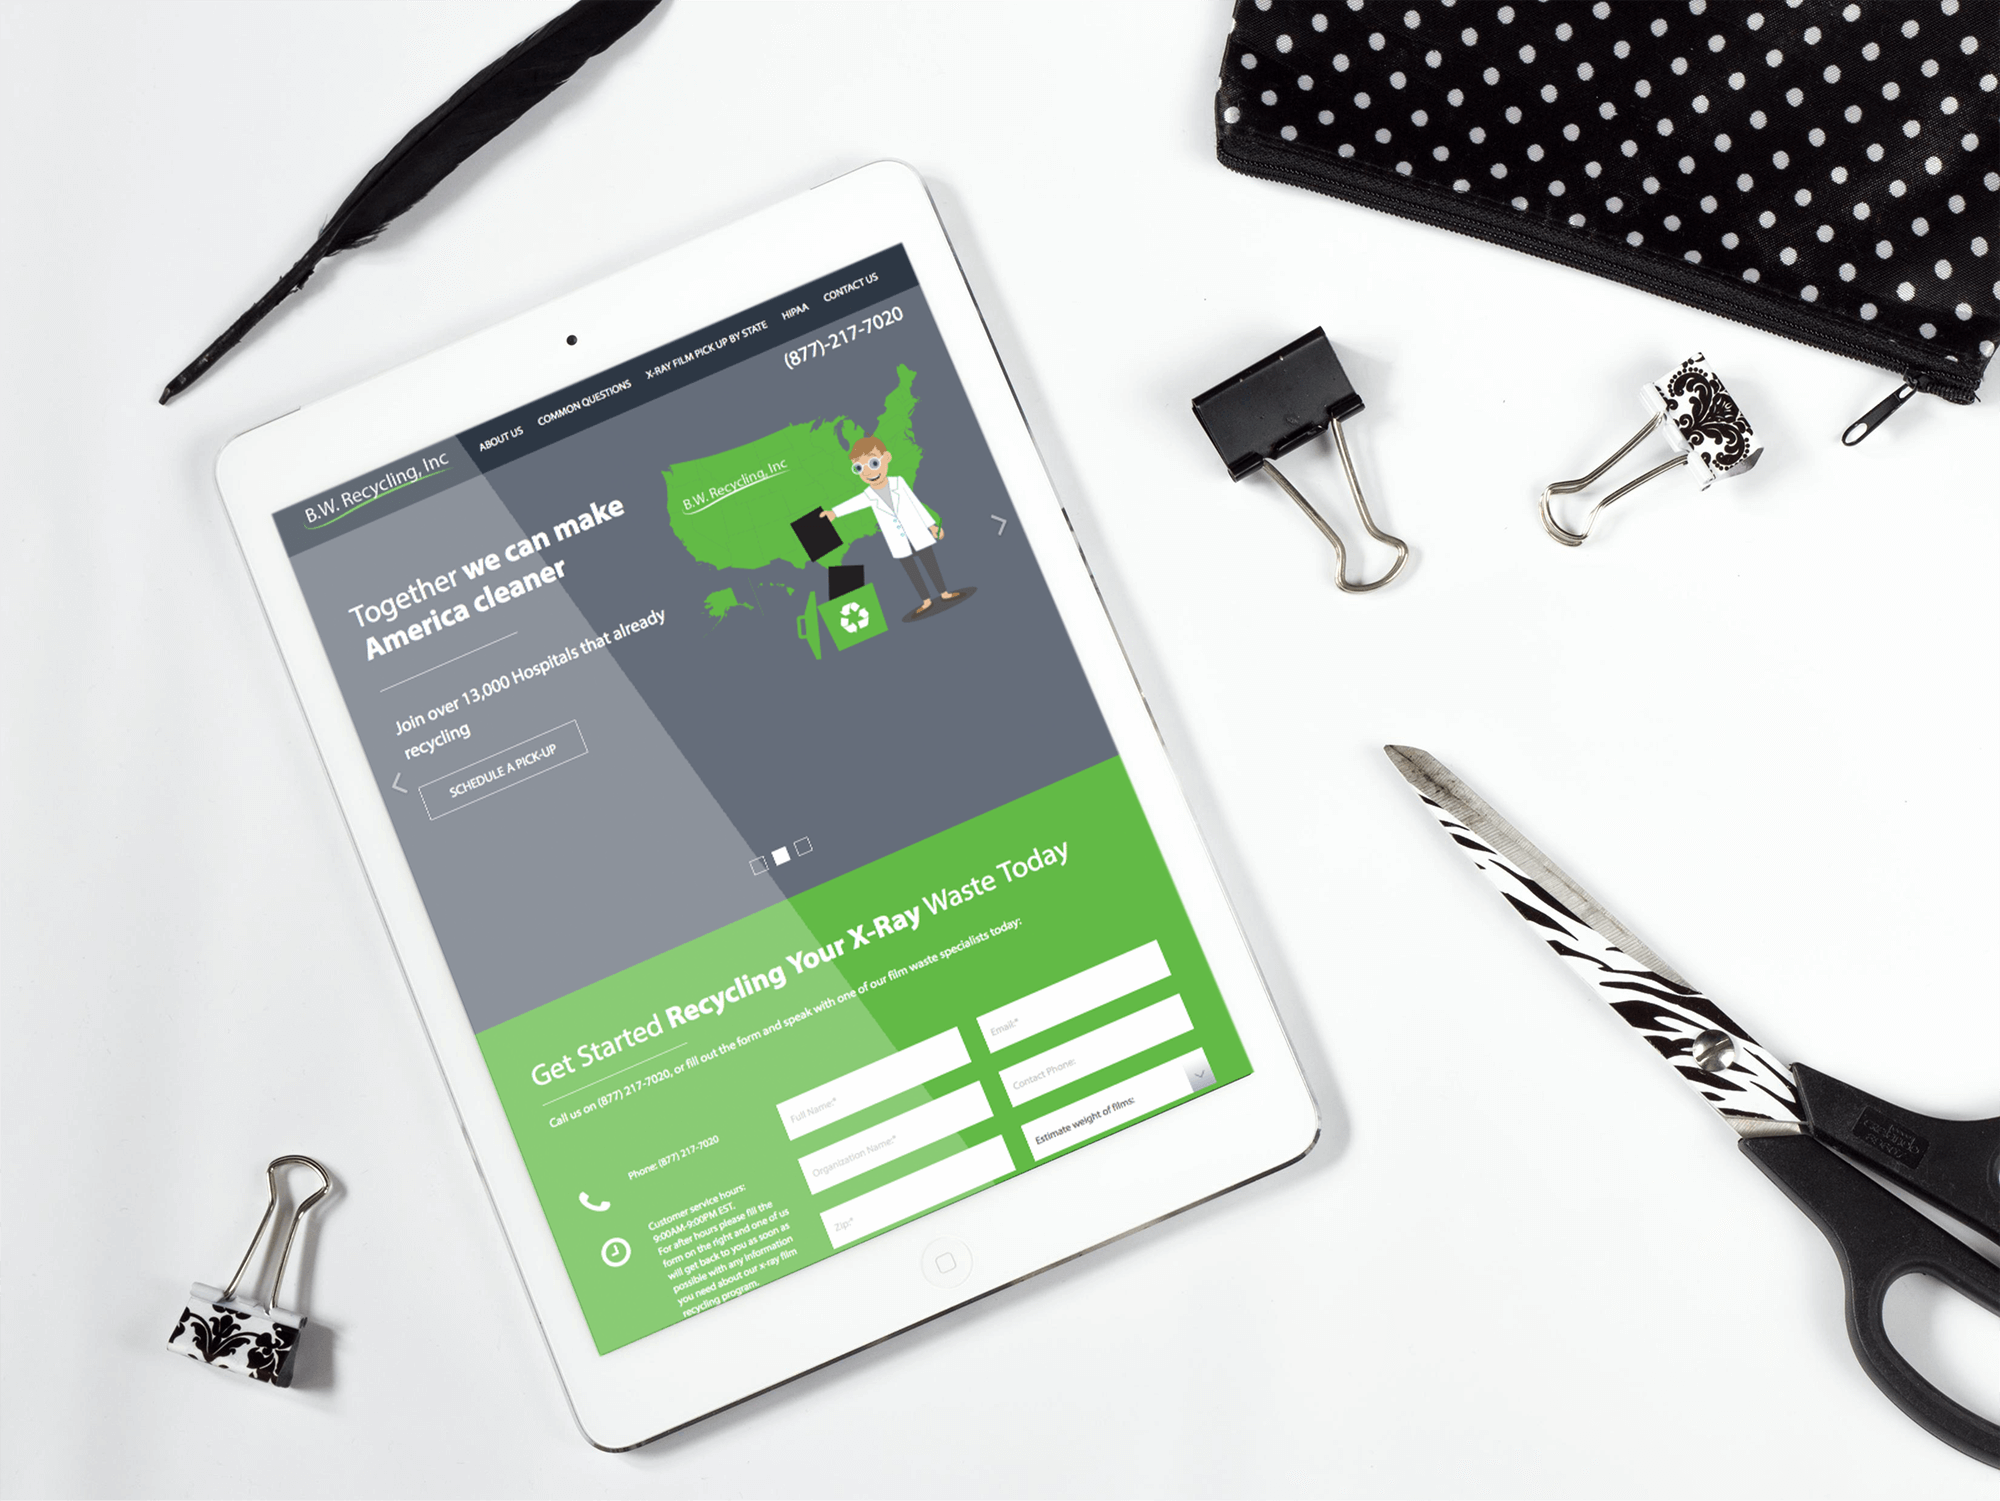 ABOUT US COMMON QUESTIONS X-RAY FILM PICK UP BY STATE HIPAA CONTACT US
B.W. Recycling, Inc
(877)-217-7020
Together we can make
America cleaner
Join over 13,000 Hospitals that already
recycling
SCHEDULE A PICK-UP
B.W. Recycling, Inc
Get Started Recycling Your X-Ray Waste Today
Call us on (877) 217-7020, or fill out the form and speak with one of our film waste specialists today:
Phone: (877) 217-7020
Customer service hours:
9:00AM-9:00PM EST.
For after hours please fill the
form on the right and one of us
will get back to you as soon as
possible with any information
you need about our x-ray film
recycling program.
Full Name:*
Email:*
Organization Name:*
Contact Phone:
Zip:*
Estimate weight of films: